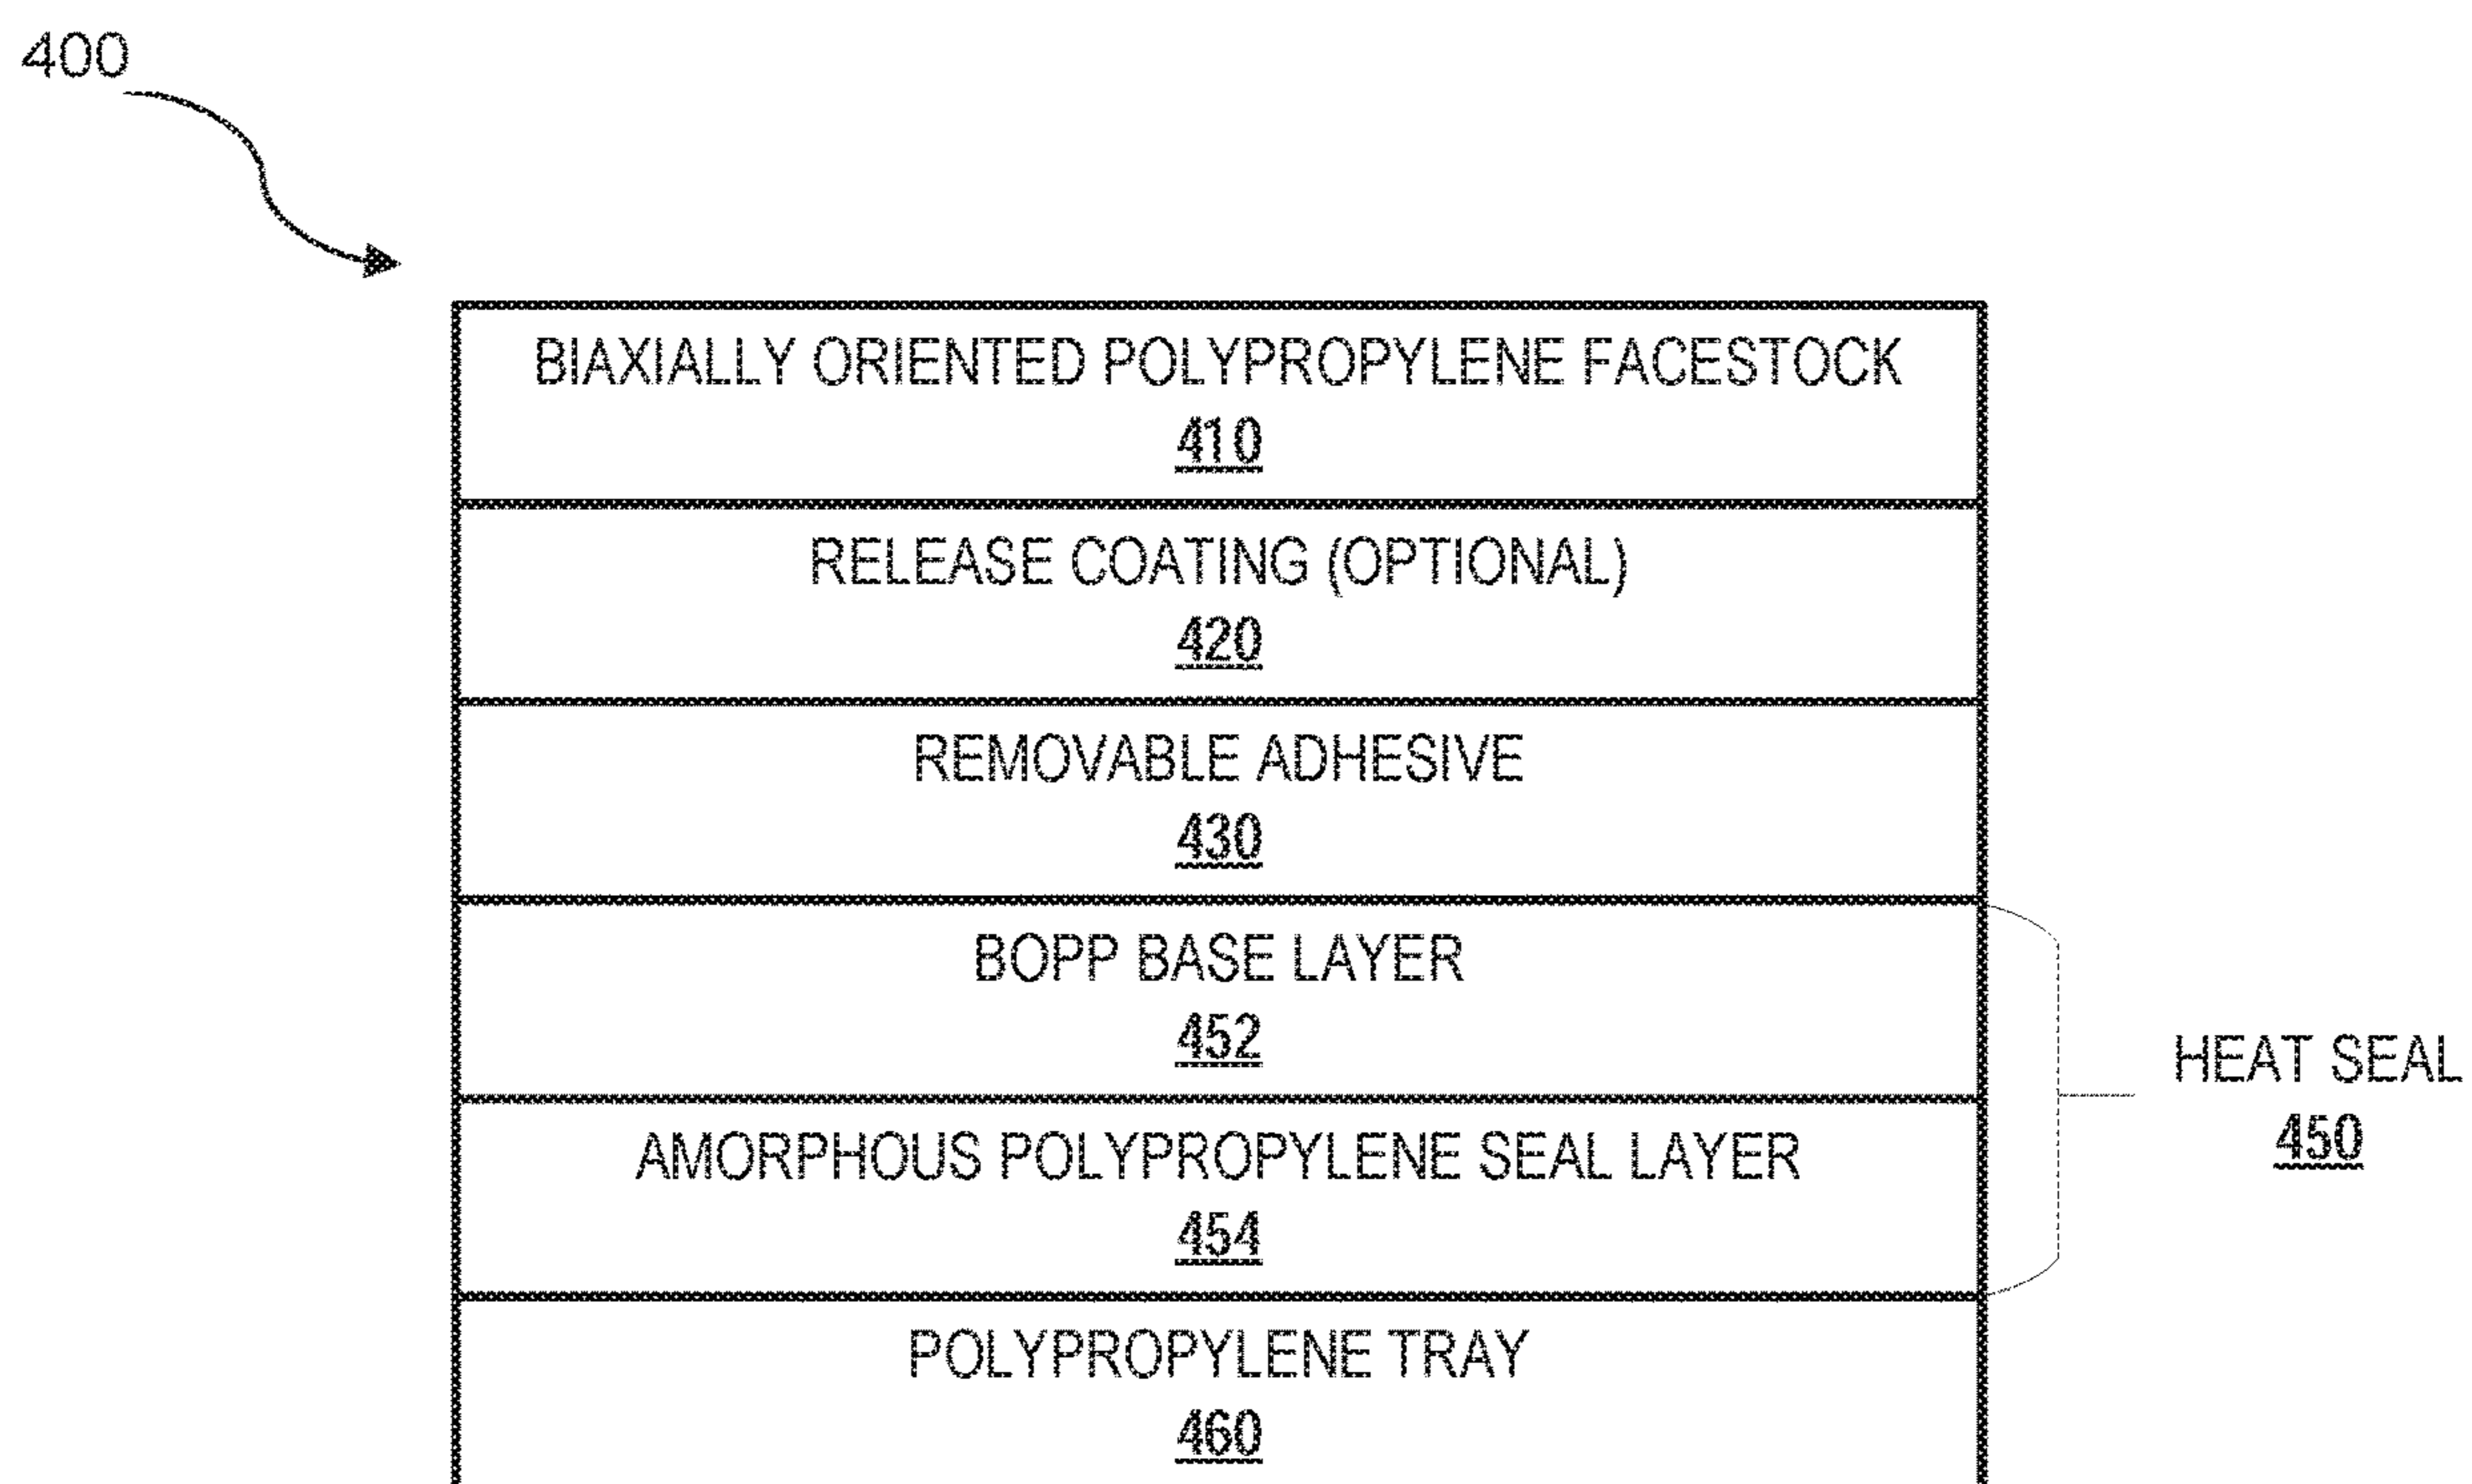 400
BIAXIALLY ORIENTED POLYPROPYLENE FACESTOCK
410
RELEASE COATING (OPTIONAL)
420
REMOVABLE ADHESIVE
430
BOPP BASE LAYER
452
HEAT SEAL
450
AMORPHOUS POLYPROPYLENE SEAL LAYER
454
POLYPROPYLENE TRAY
460